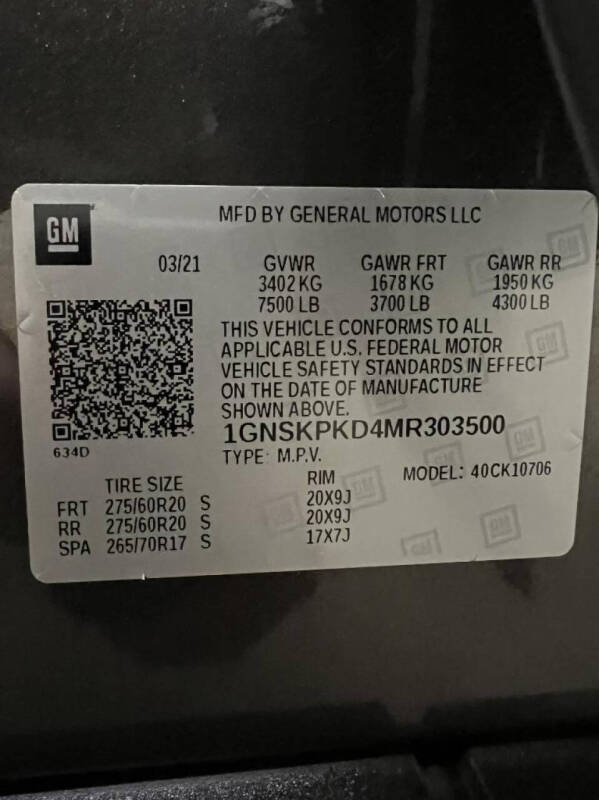 GM
MFD BY GENERAL MOTORS LLC
03/21 GVWR GAWR FRT GAWR RR
3402 KG 1678 KG 1950 KG
7500 LB 3700 LB 4300 LB
THIS VEHICLE CONFORMS TO ALL
APPLICABLE U.S. FEDERAL MOTOR
VEHICLE SAFETY STANDARDS IN EFFECT
ON THE DATE OF MANUFACTURE
SHOWN ABOVE.
634D
1GNSKPKD4MR303500
TYPE: M.P.V. MODEL: 40CK10706
TIRE SIZE RIM
FRT 275/60R20 S 20X9J
RR 275/60R20 S 20X9J
SPA 265/70R17 S 17X7J